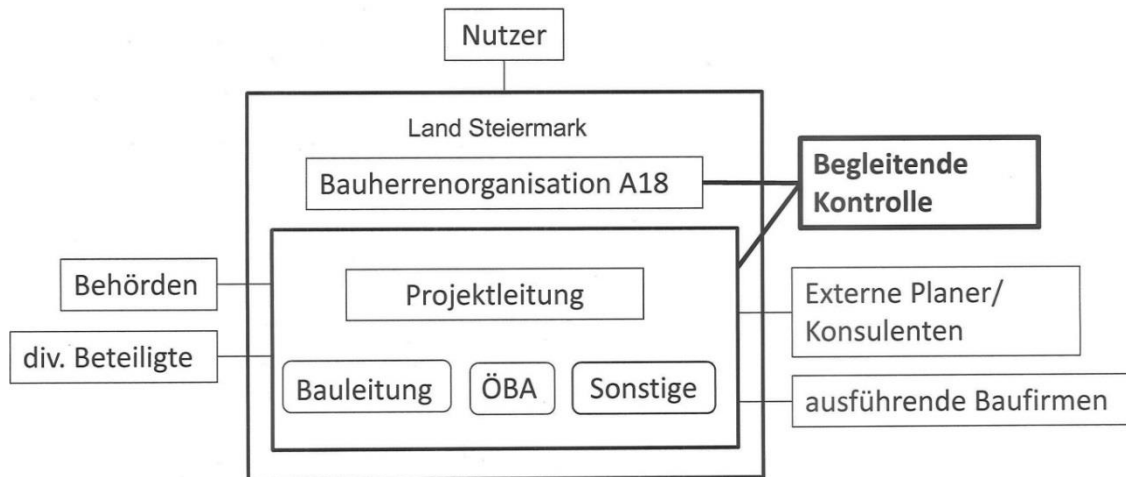 Nutzer
Land Steiermark
Bauherrenorganisation A18
Begleitende
Kontrolle
Behörden
Projektleitung
Externe Planer/
Konsulenten
div. Beteiligte
Bauleitung
ÖBA
Sonstige
ausführende Baufirmen